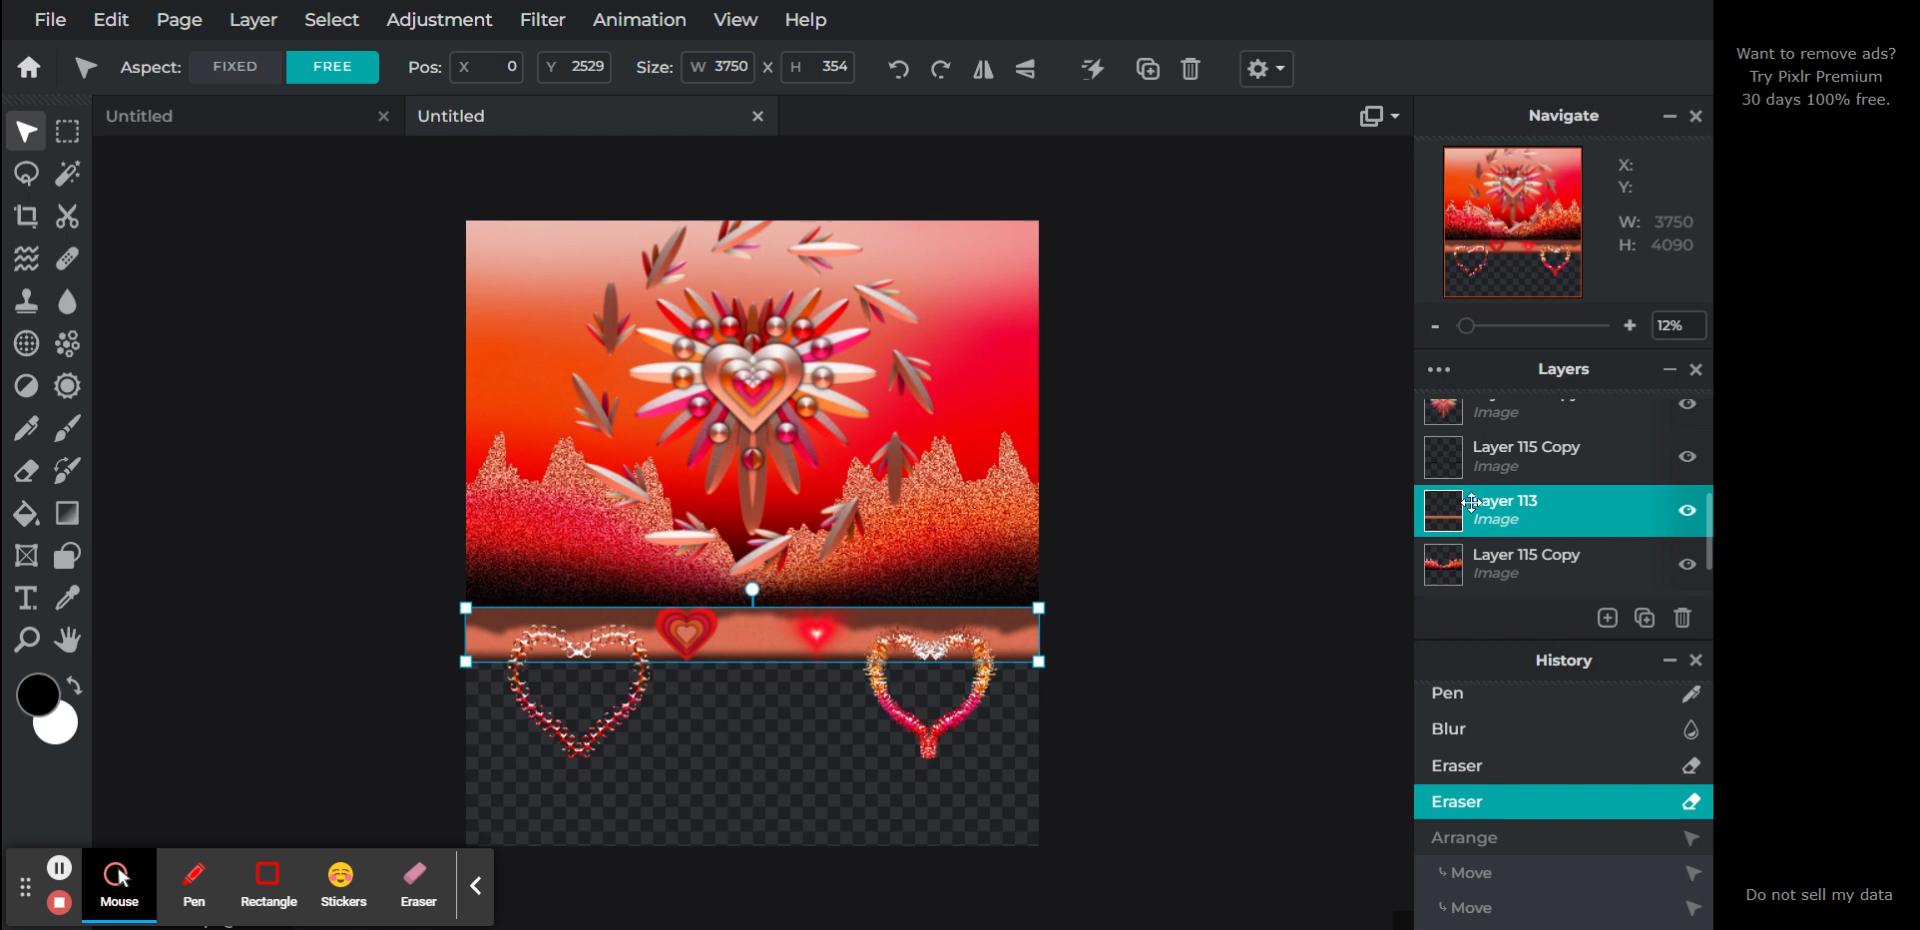 File Edit Page Layer Select Adjustment Filter Animation View Help
Aspect: FIXED FREE Pos: X 0 Y 2529 Size: W 3750 X H 354
Untitled
Untitled
Navigate
X:
Y:
W: 3750
H: 4090
- + 12%
Layers
Image
Layer 115 Copy
Image
ayer 113
Image
Layer 115 Copy
Image
History
Pen
Blur
Eraser
Eraser
Arrange
Move
Move
Mouse Pen Rectangle Stickers Eraser
Want to remove ads?
Try Pixlr Premium
30 days 100% free.
Do not sell my data